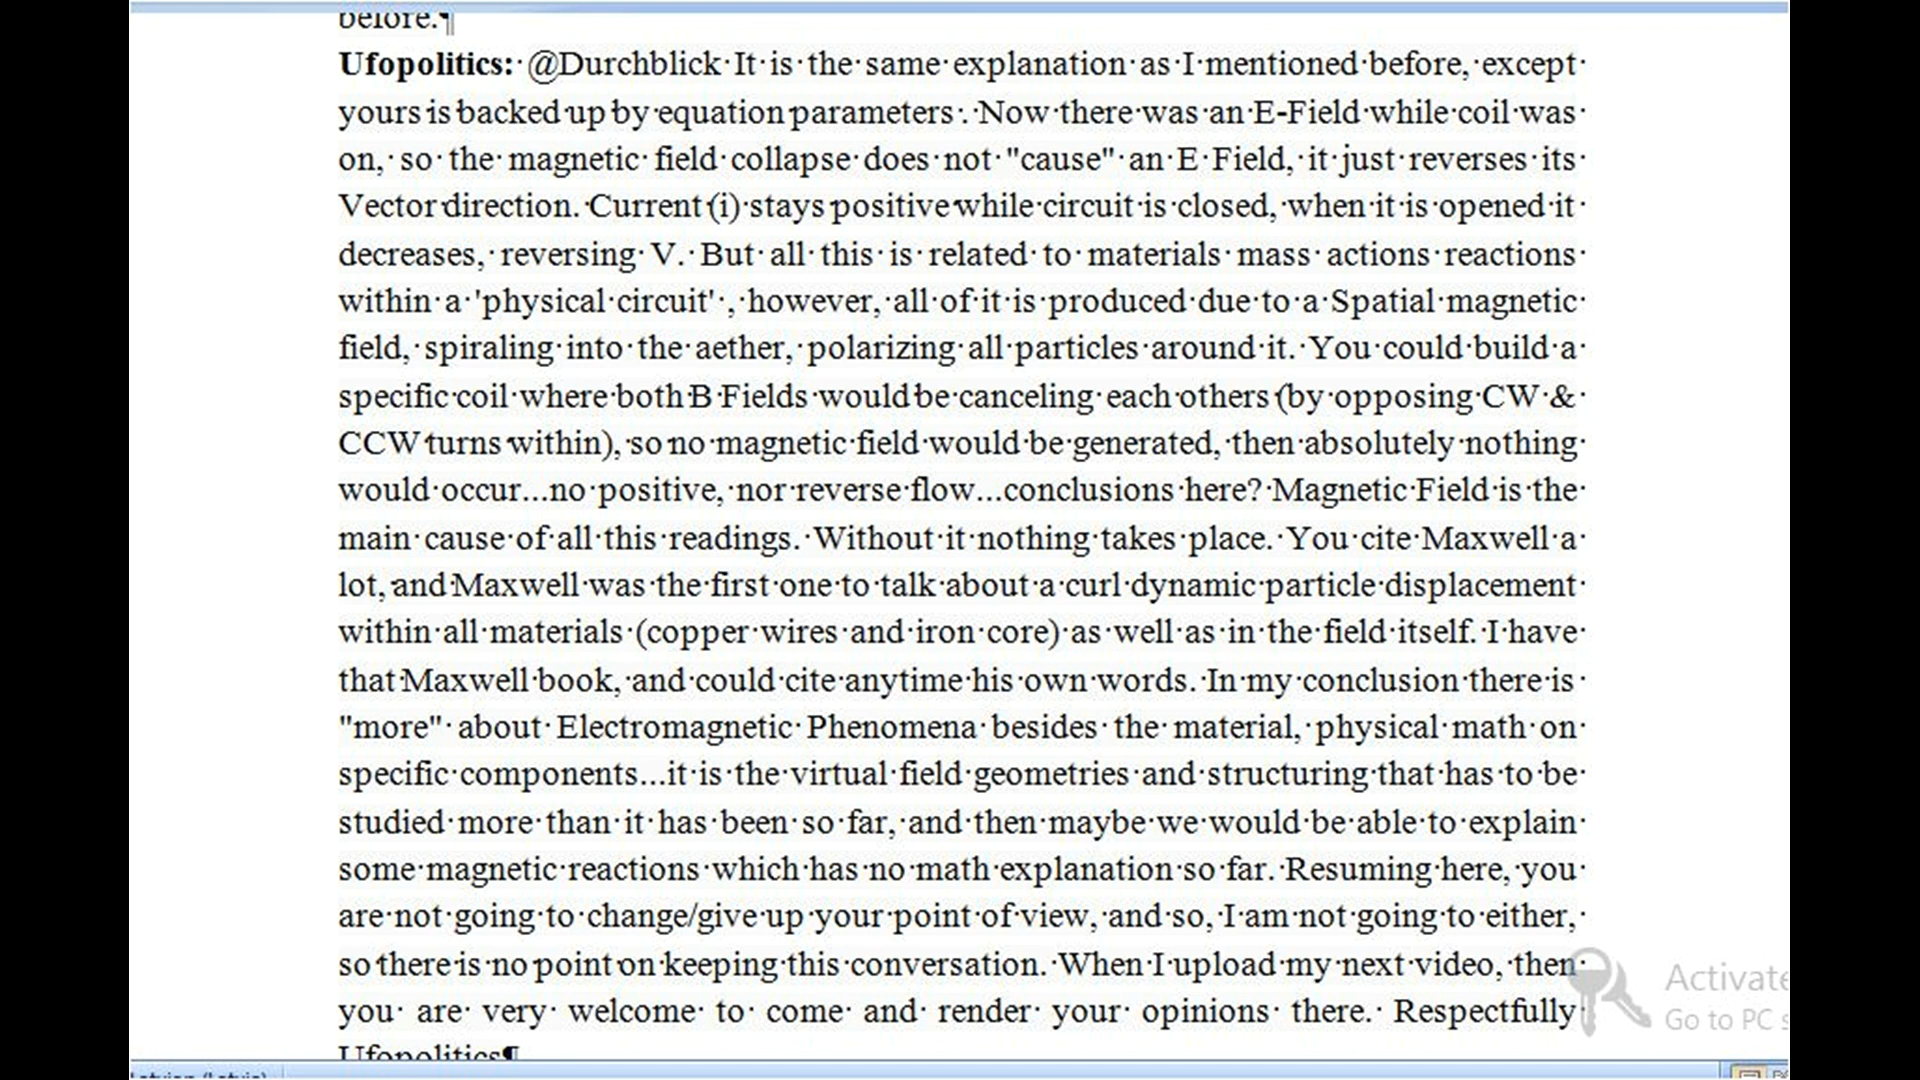 before.¶
Ufopolitics: @Durchblick It is the same explanation as I mentioned before, except
yours is backed up by equation parameters . Now there was an E-Field while coil was
on, so the magnetic field collapse does not "cause" an E Field, it just reverses its
Vector direction. Current (i) stays positive while circuit is closed, when it is opened it
decreases, reversing V. But all this is related to materials mass actions reactions
within a 'physical circuit' , however, all of it is produced due to a Spatial magnetic
field, spiraling into the aether, polarizing all particles around it. You could build a
specific coil where both B Fields would be canceling each others (by opposing CW &
CCW turns within), so no magnetic field would be generated, then absolutely nothing
would occur...no positive, nor reverse flow...conclusions here? Magnetic Field is the
main cause of all this readings. Without it nothing takes place. You cite Maxwell a
lot, and Maxwell was the first one to talk about a curl dynamic particle displacement
within all materials (copper wires and iron core) as well as in the field itself. I have
that Maxwell book, and could cite anytime his own words. In my conclusion there is
"more" about Electromagnetic Phenomena besides the material, physical math on
specific components...it is the virtual field geometries and structuring that has to be
studied more than it has been so far, and then maybe we would be able to explain
some magnetic reactions which has no math explanation so far. Resuming here, you
are not going to change/give up your point of view, and so, I am not going to either,
so there is no point on keeping this conversation. When I upload my next video, then
you are very welcome to come and render your opinions there. Respectfully
Ufopolitics¶
Activate
Go to PC s